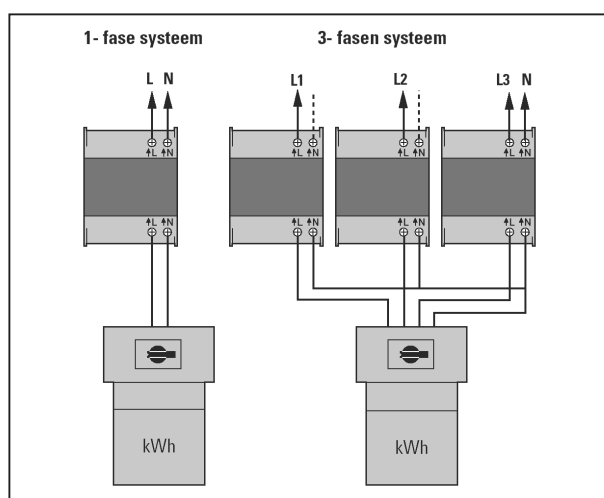 1- fase systeem
3- fasen systeem
L N
L1
L2
L3 N
L N
L N
L N
L N
L N
L N
L N
L N
kWh
kWh